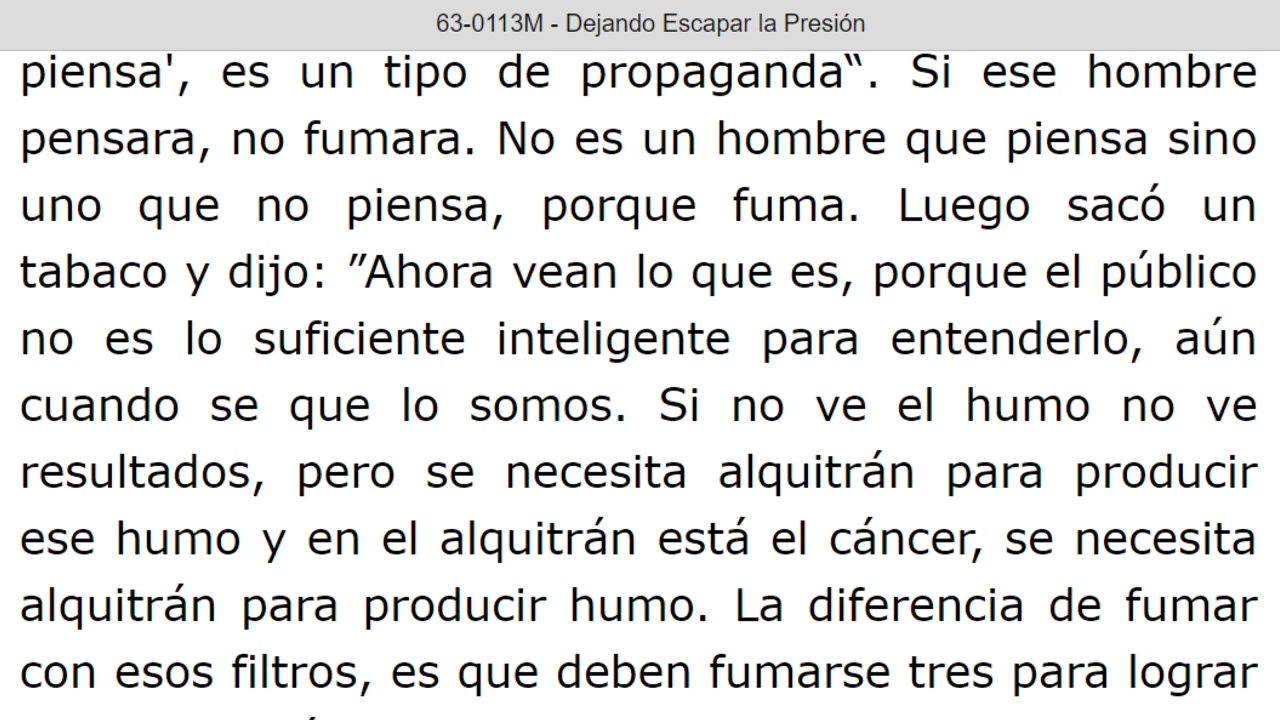 63-0113M - Dejando Escapar la Presión
piensa', es un tipo de propaganda“. Si ese hombre
pensara, no fumara. No es un hombre que piensa sino
uno que no piensa, porque fuma. Luego sacó un
tabaco y dijo: ”Ahora vean lo que es, porque el público
no es lo suficiente inteligente para entenderlo, aún
cuando se que lo somos. Si no ve el humo no ve
resultados, pero se necesita alquitrán para producir
ese humo y en el alquitrán está el cáncer, se necesita
alquitrán para producir humo. La diferencia de fumar
con esos filtros, es que deben fumarse tres para lograr